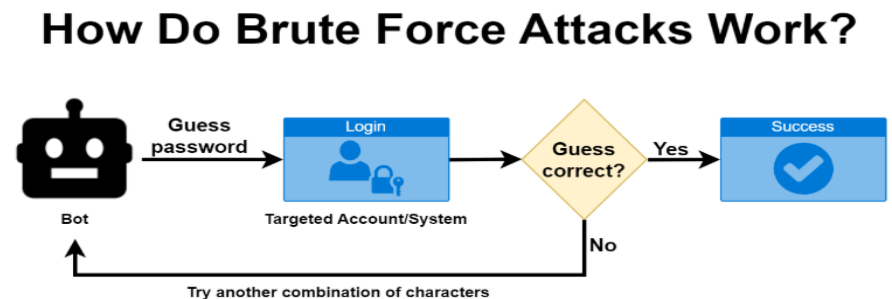 How Do Brute Force Attacks Work?
Guess
password
Login
Guess
correct?
Yes
Success
Bot
Targeted Account/System
No
Try another combination of characters